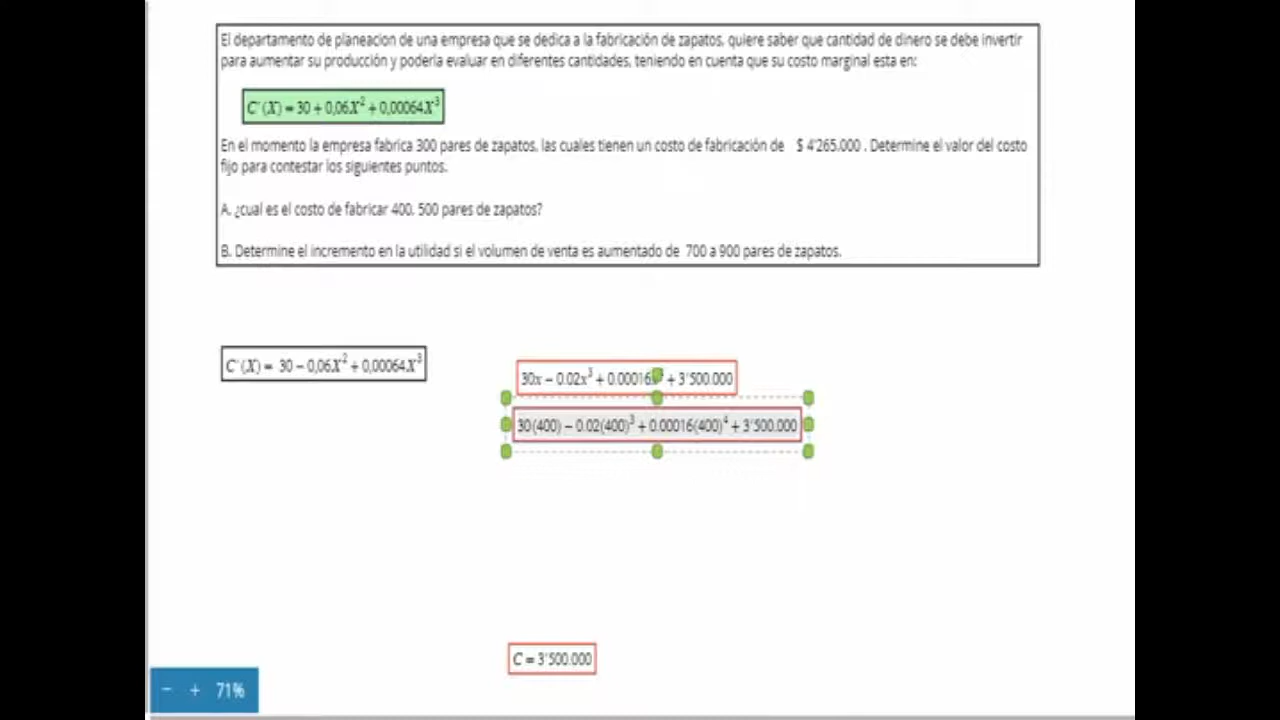 El departamento de planeacion de una empresa que se dedica a la fabricación de zapatos, quiere saber que cantidad de dinero se debe invertir
para aumentar su producción y poderla evaluar en diferentes cantidades, teniendo en cuenta que su costo marginal esta en:
C'(X) = 30 + 0,06X² + 0,00064X³
En el momento la empresa fabrica 300 pares de zapatos, las cuales tienen un costo de fabricación de $ 4'265.000 . Determine el valor del costo
fijo para contestar los siguientes puntos.
A. ¿cual es el costo de fabricar 400, 500 pares de zapatos?
B. Determine el incremento en la utilidad si el volumen de venta es aumentado de 700 a 900 pares de zapatos.
C'(X) = 30 − 0,06X² + 0,00064X³
30x − 0.02x³ + 0.00016 + 3'500.000
30(400) − 0.02(400)³ + 0.00016(400)⁴ + 3'500.000
C = 3'500.000
− + 71%